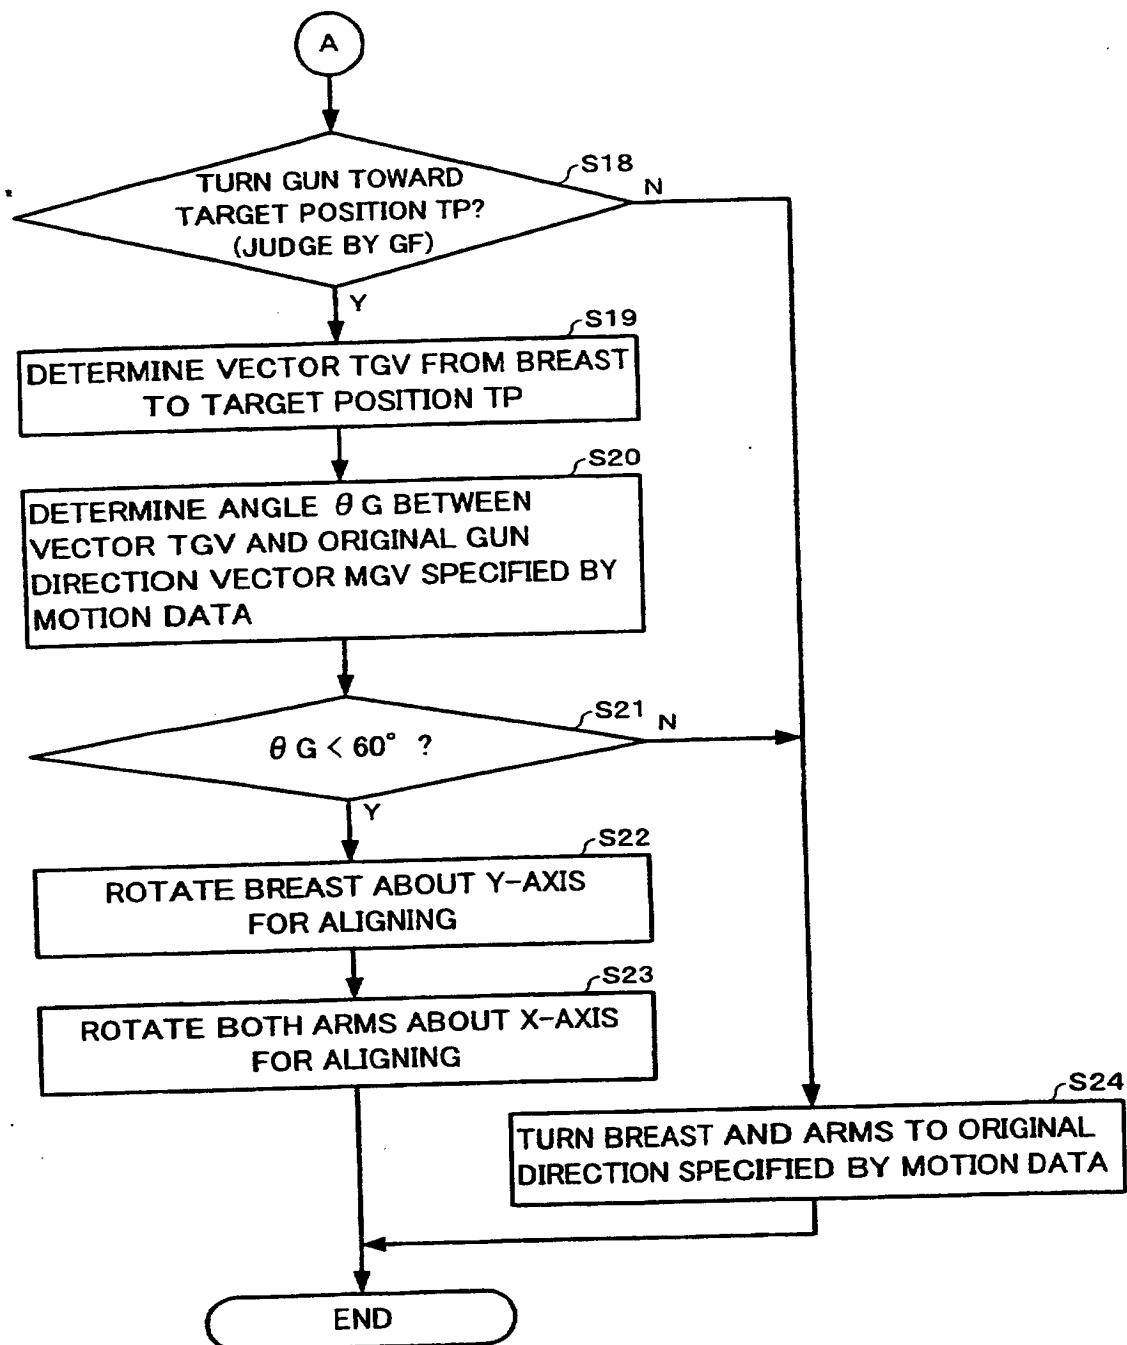 A
S18
TURN GUN TOWARD
TARGET POSITION TP?
(JUDGE BY GF)
N
Y
S19
DETERMINE VECTOR TGV FROM BREAST
TO TARGET POSITION TP
S20
DETERMINE ANGLE θ G BETWEEN
VECTOR TGV AND ORIGINAL GUN
DIRECTION VECTOR MGV SPECIFIED BY
MOTION DATA
S21
N
θ G < 60° ?
Y
S22
ROTATE BREAST ABOUT Y-AXIS
FOR ALIGNING
S23
ROTATE BOTH ARMS ABOUT X-AXIS
FOR ALIGNING
S24
TURN BREAST AND ARMS TO ORIGINAL
DIRECTION SPECIFIED BY MOTION DATA
END